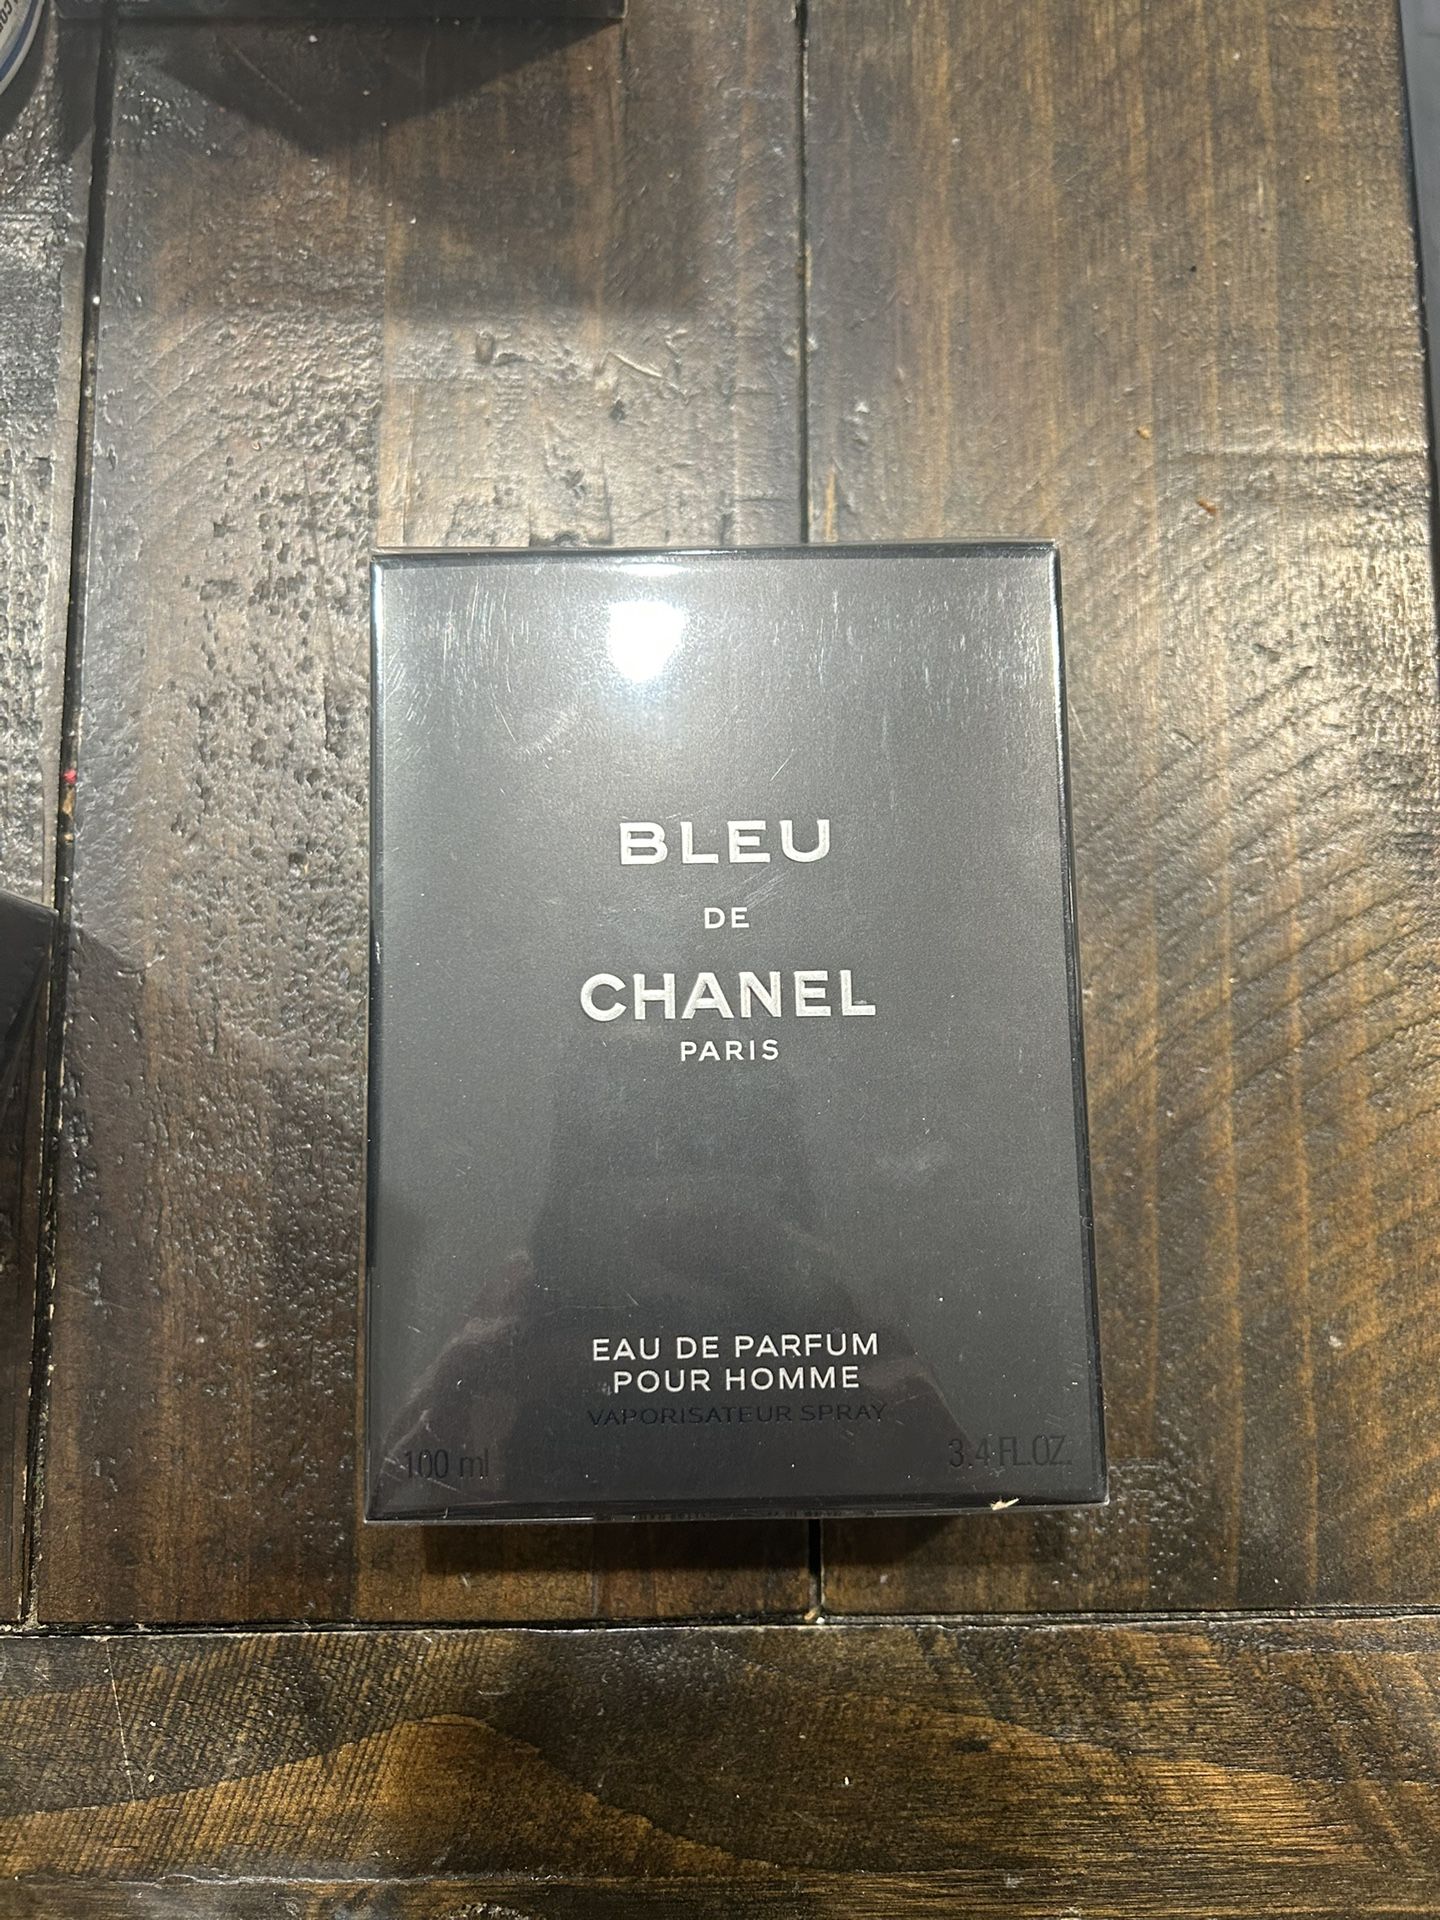 BLEU
DE
CHANEL
PARIS
EAU DE PARFUM
POUR HOMME
VAPORISATEUR SPRAY
100 ml
3.4 FL.OZ.